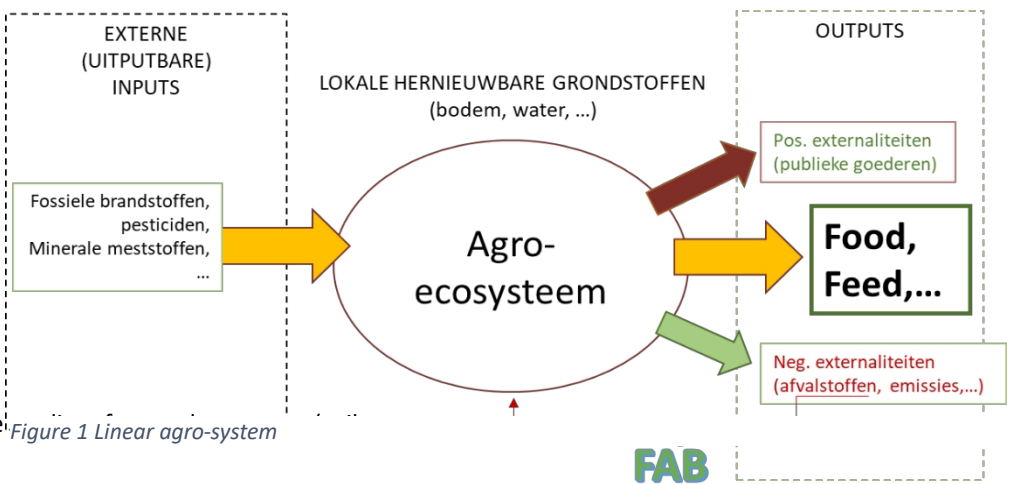 EXTERNE
(UITPUTBARE)
INPUTS
LOKALE HERNIEUWBARE GRONDSTOFFEN
(bodem, water, ...)
OUTPUTS
Fossiele brandstoffen,
pesticiden,
Minerale meststoffen,
...
Agro-
ecosysteem
Pos. externaliteiten
(publieke goederen)
Food,
Feed,...
Neg. externaliteiten
(afvalstoffen, emissies,...)
Figure 1 Linear agro-system
FAB